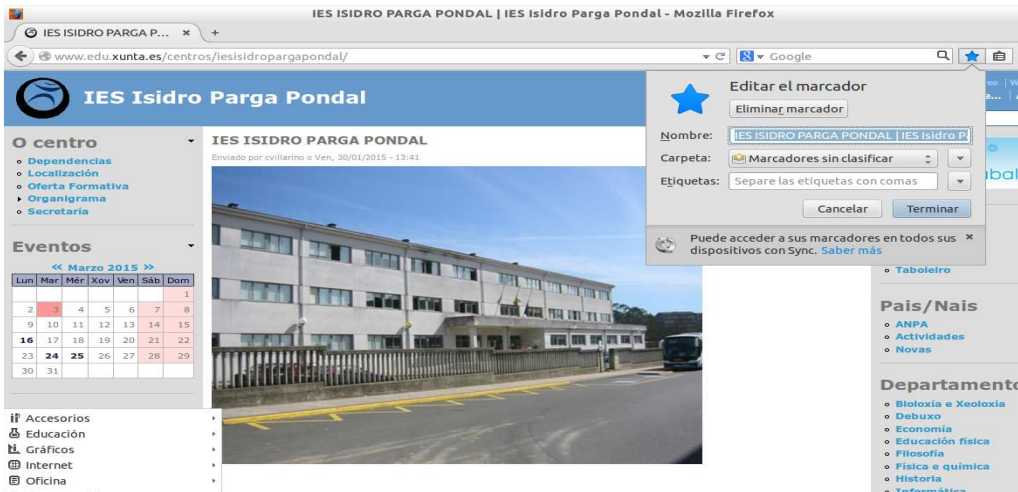 IES ISIDRO PARGA PONDAL | IES Isidro Parga Pondal - Mozilla Firefox
IES ISIDRO PARGA P... × +
www.edu.xunta.es/centros/iesisidropargapondal/
Google
IES Isidro Parga Pondal
Editar el marcador
Eliminar marcador
Nombre: IES ISIDRO PARGA PONDAL | IES Isidro P
Carpeta: Marcadores sin clasificar
Etiquetas: Separe las etiquetas con comas
Cancelar Terminar
Puede acceder a sus marcadores en todos sus ×
dispositivos con Sync. Saber más
O centro
Dependencias
Localización
Oferta Formativa
Organigrama
Secretaría
Eventos
<< Marzo 2015 >>
Lun Mar Mér Xov Ven Sáb Dom
1
2 3 4 5 6 7 8
9 10 11 12 13 14 15
16 17 18 19 20 21 22
23 24 25 26 27 28 29
30 31
Accesorios
Educación
Gráficos
Internet
Oficina
IES ISIDRO PARGA PONDAL
Enviado por cvillarino o Ven, 30/01/2015 - 13:41
Taboleiro
Pais/Nais
ANPA
Actividades
Novas
Departamento
Bioloxía e Xeoloxia
Debuxo
Economía
Educación física
Filosofía
Física e química
Historia
Informática